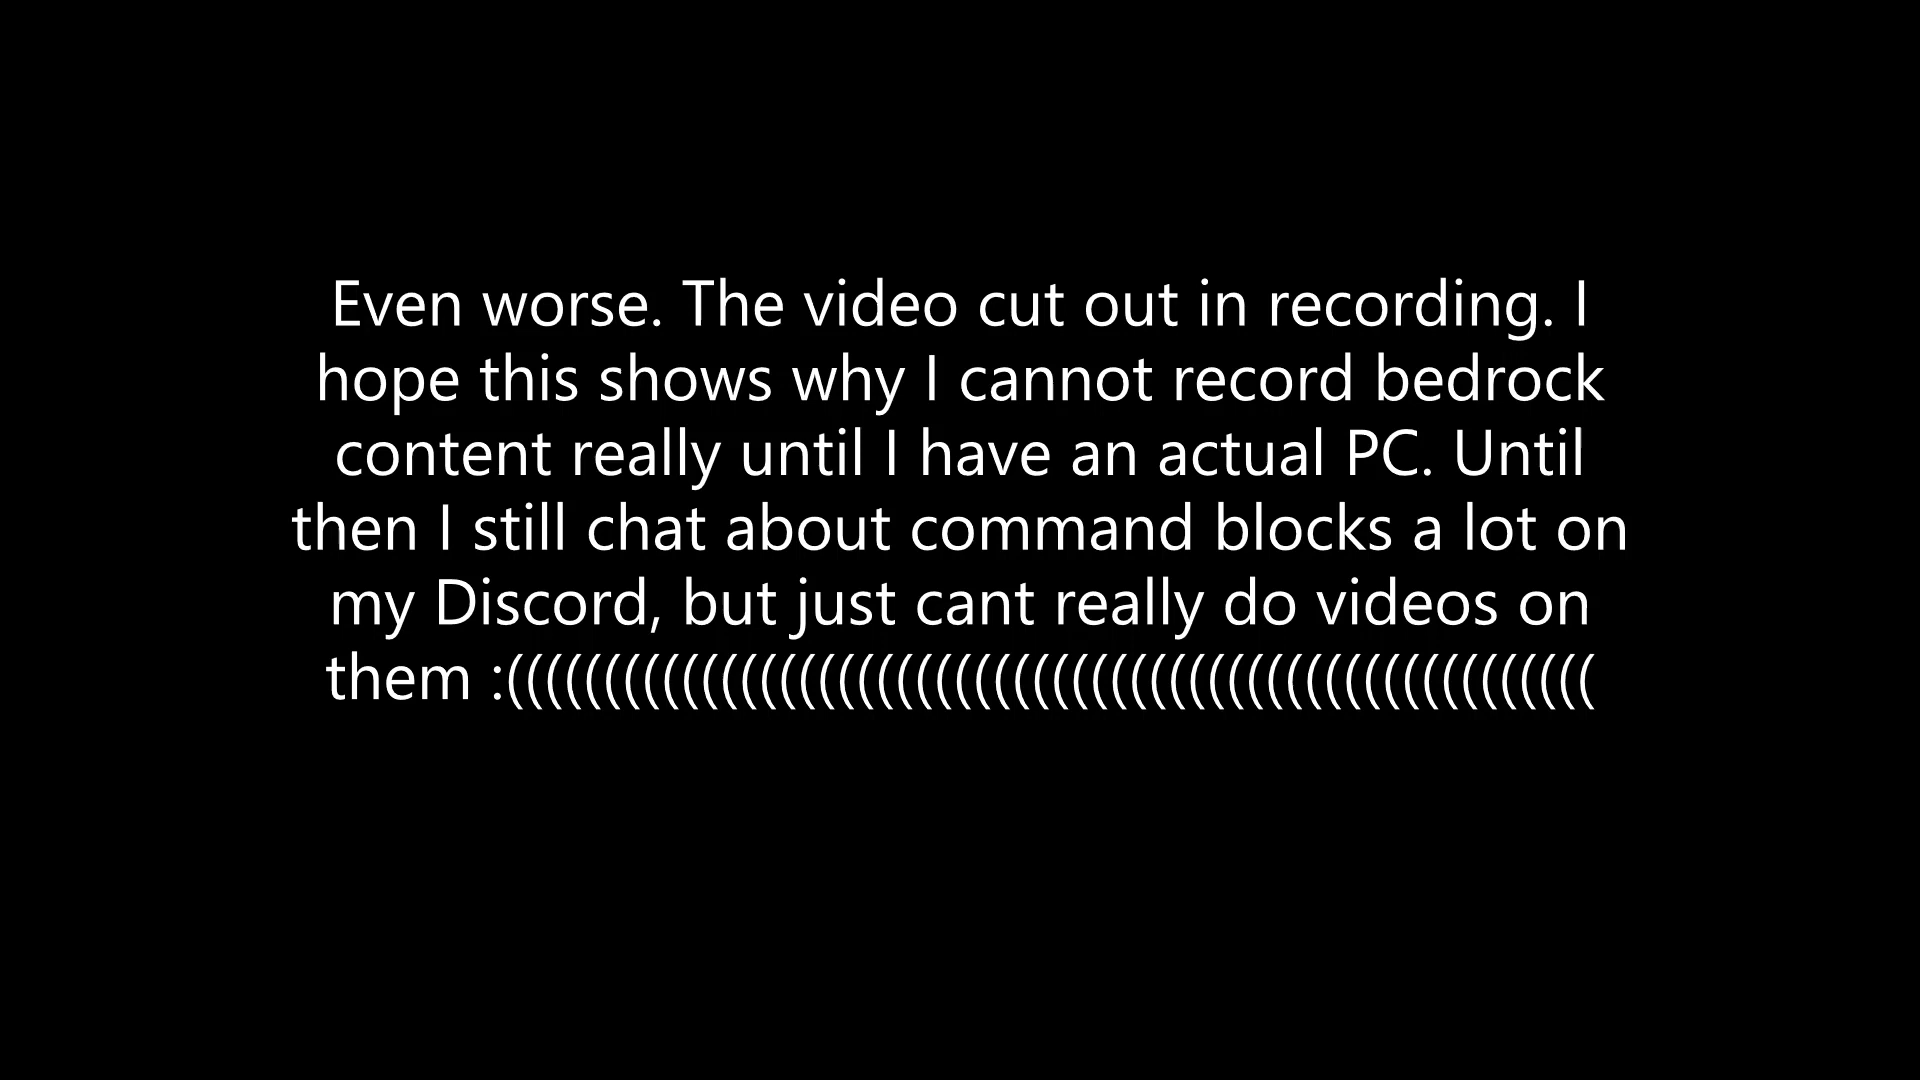 Even worse. The video cut out in recording. I
hope this shows why I cannot record bedrock
content really until I have an actual PC. Until
then I still chat about command blocks a lot on
my Discord, but just cant really do videos on
them :((((((((((((((((((((((((((((((((((((((((((((((((((((((((